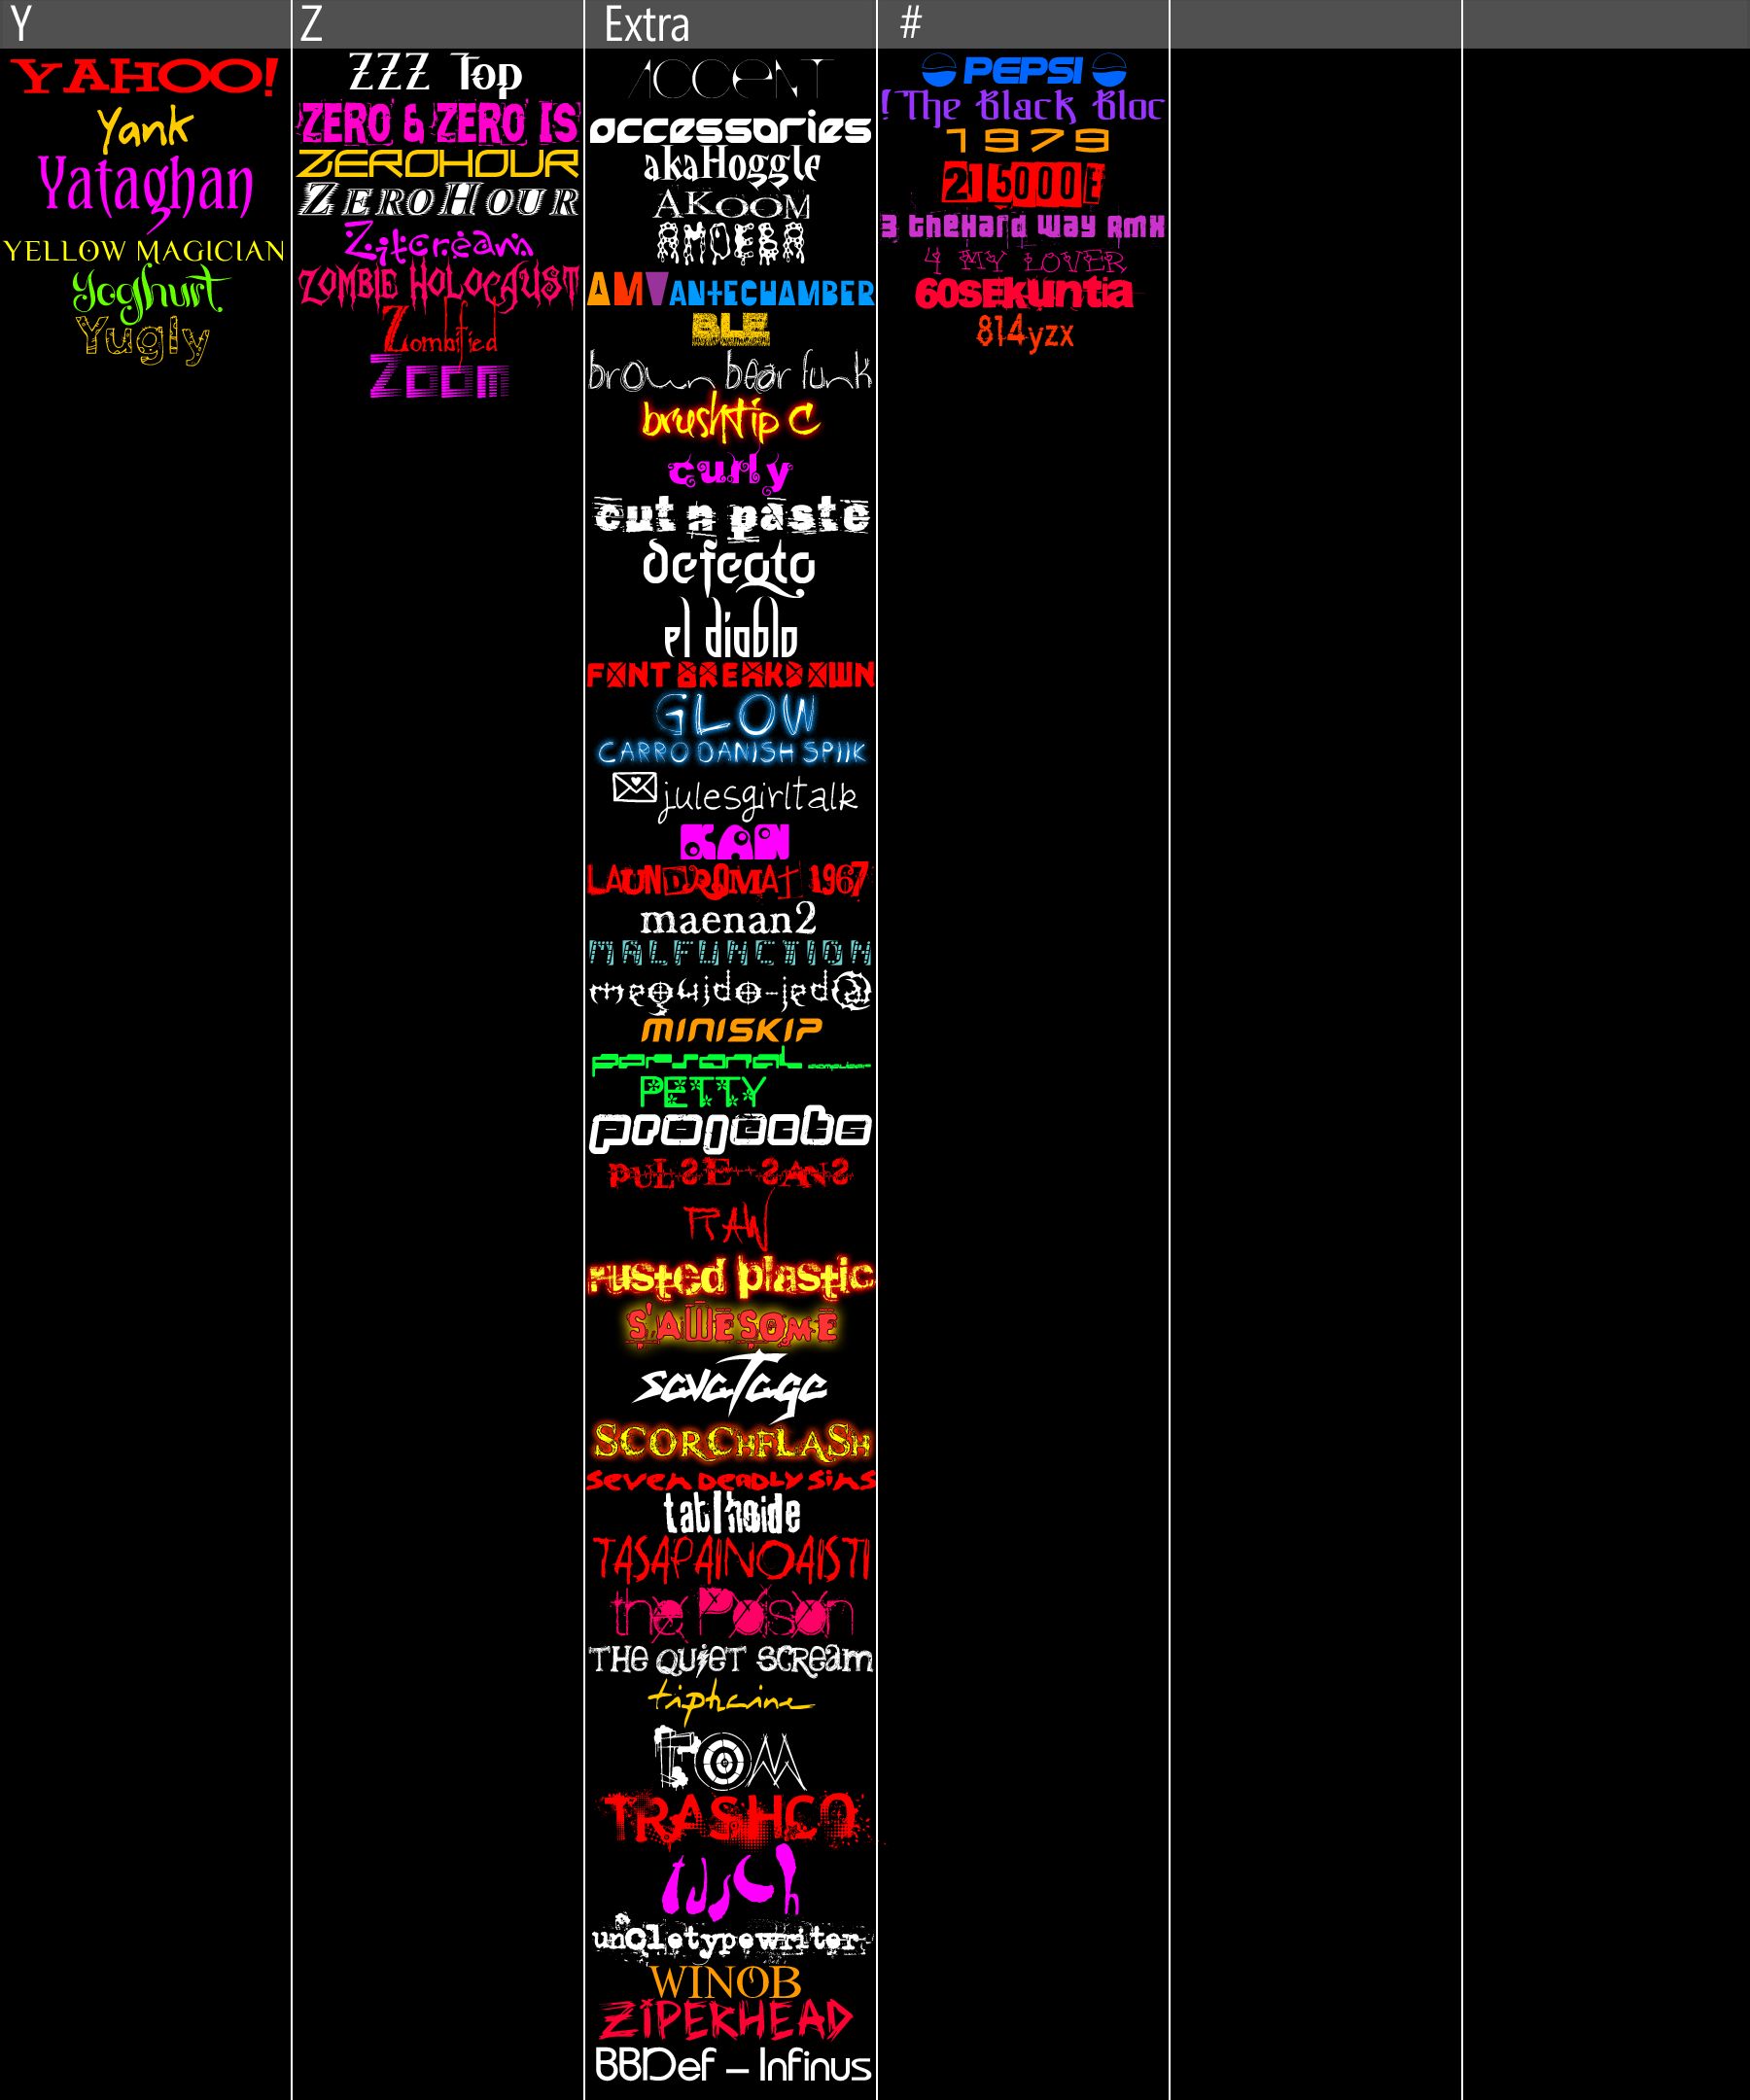 Y
YAHOO!
Yank
Yataghan
YELLOW MAGICIAN
Yoghurt
Yugly
Z
ZZZ Top
ZERO & ZERO IS
ZEROHOUR
ZEROHOUR
Zitcream
ZOMBIE HOLOCAUST
Zombified
Zoom
Extra
ACCENT
accessories
akaHoggle
AKOOM
AMOEBA
AMV ANTECHAMBER
BLE
brown bear funk
brushtip C
curly
cut n paste
defeqto
el diablo
FONT BREAKDOWN
GLOW
CARRO DANISH SPIIK
julesgirltalk
KAN
LAUNDROMAT 1967
maenan2
MALFUNCTION
meguido-jed@
MINISKIP
personal computer
PETTY
projects
PULSE SANS
RAW
rusted plastic
S'AWESOME
savaTage
SCORCHFLASH
seven DEADLY sins
TASAPAINOAISTI
the Poison
THe QUieT SCReam
tiphaine
TOM
TRASHCO
tusch
uncletypewriter
WINOB
ZIPERHEAD
BBDef – Infinus
#
PEPSI
!The Black Bloc
1979
215000E
3 theHard Way RMX
4 MY LOVER
60SEkuntia
814yzx